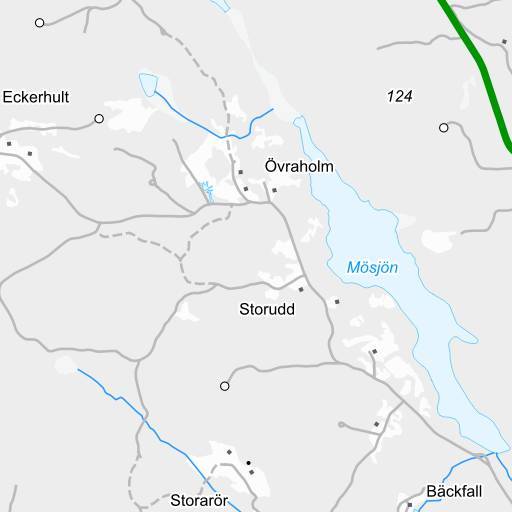 Eckerhult
124
Övraholm
Mösjön
Storudd
Bäckfall
Storarör